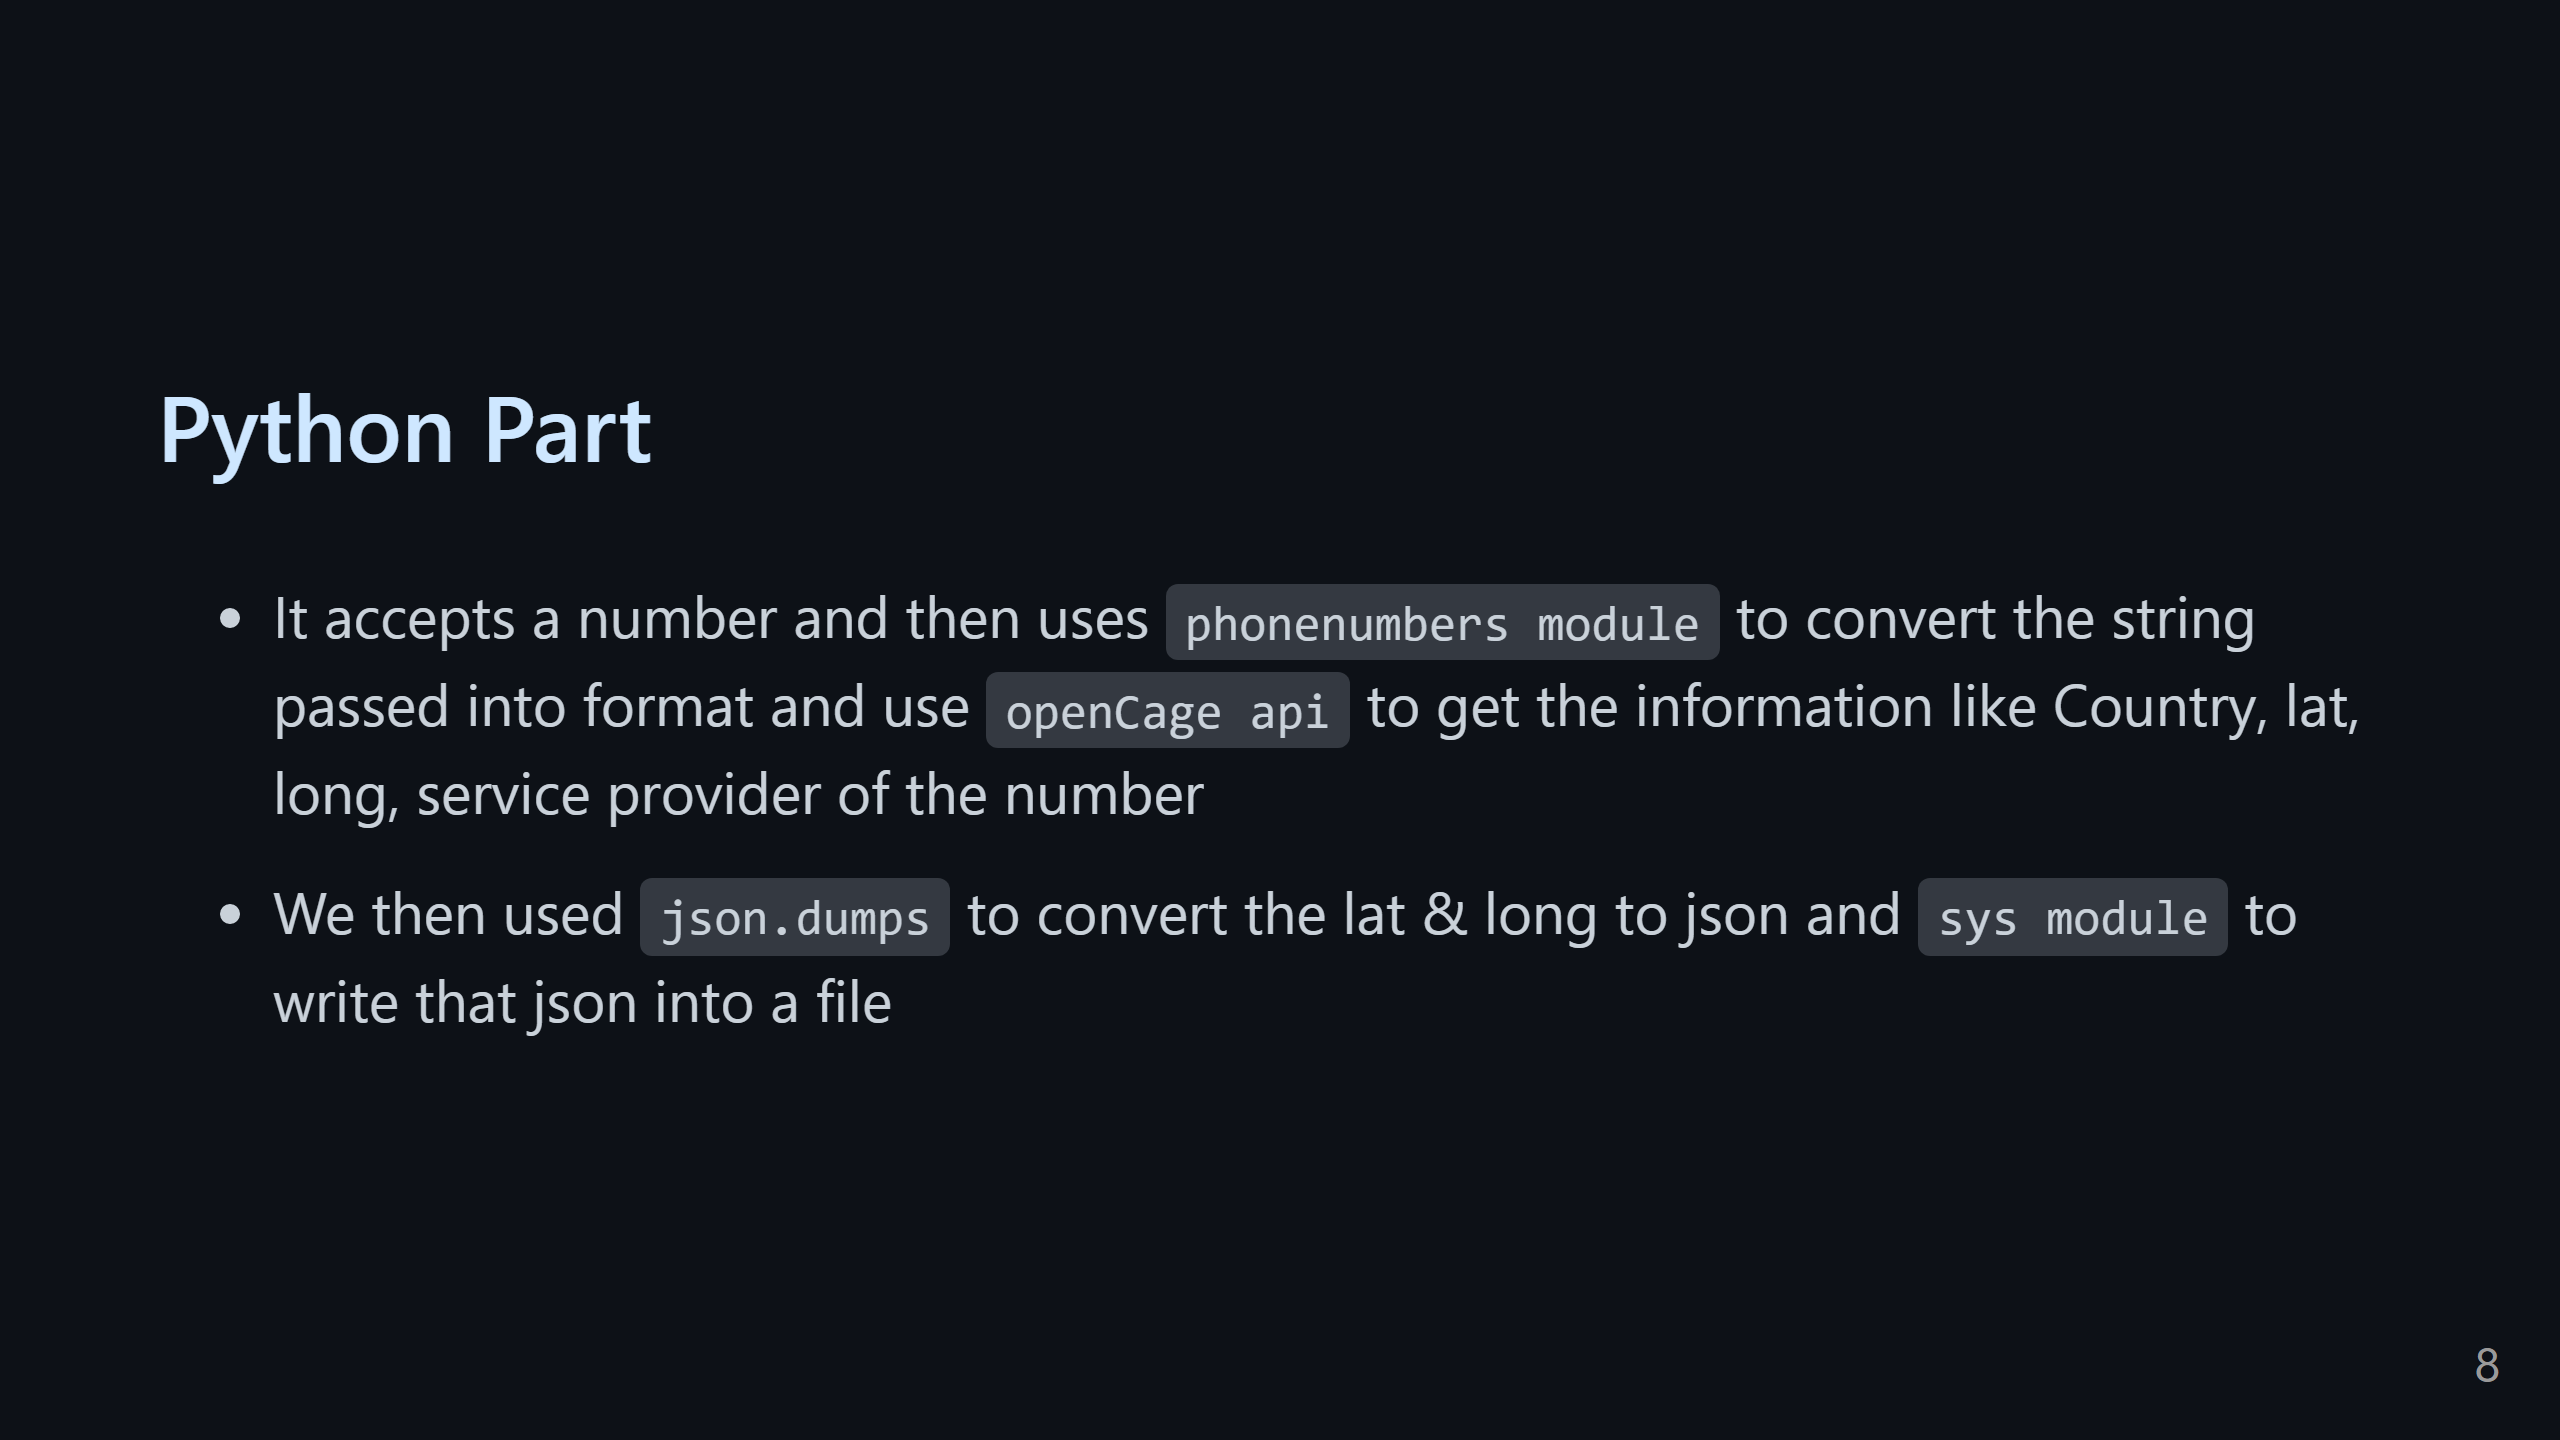 Python Part
• It accepts a number and then uses phonenumbers module to convert the string
passed into format and use openCage api to get the information like Country, lat,
long, service provider of the number
• We then used json.dumps to convert the lat & long to json and sys module to
write that json into a file
8